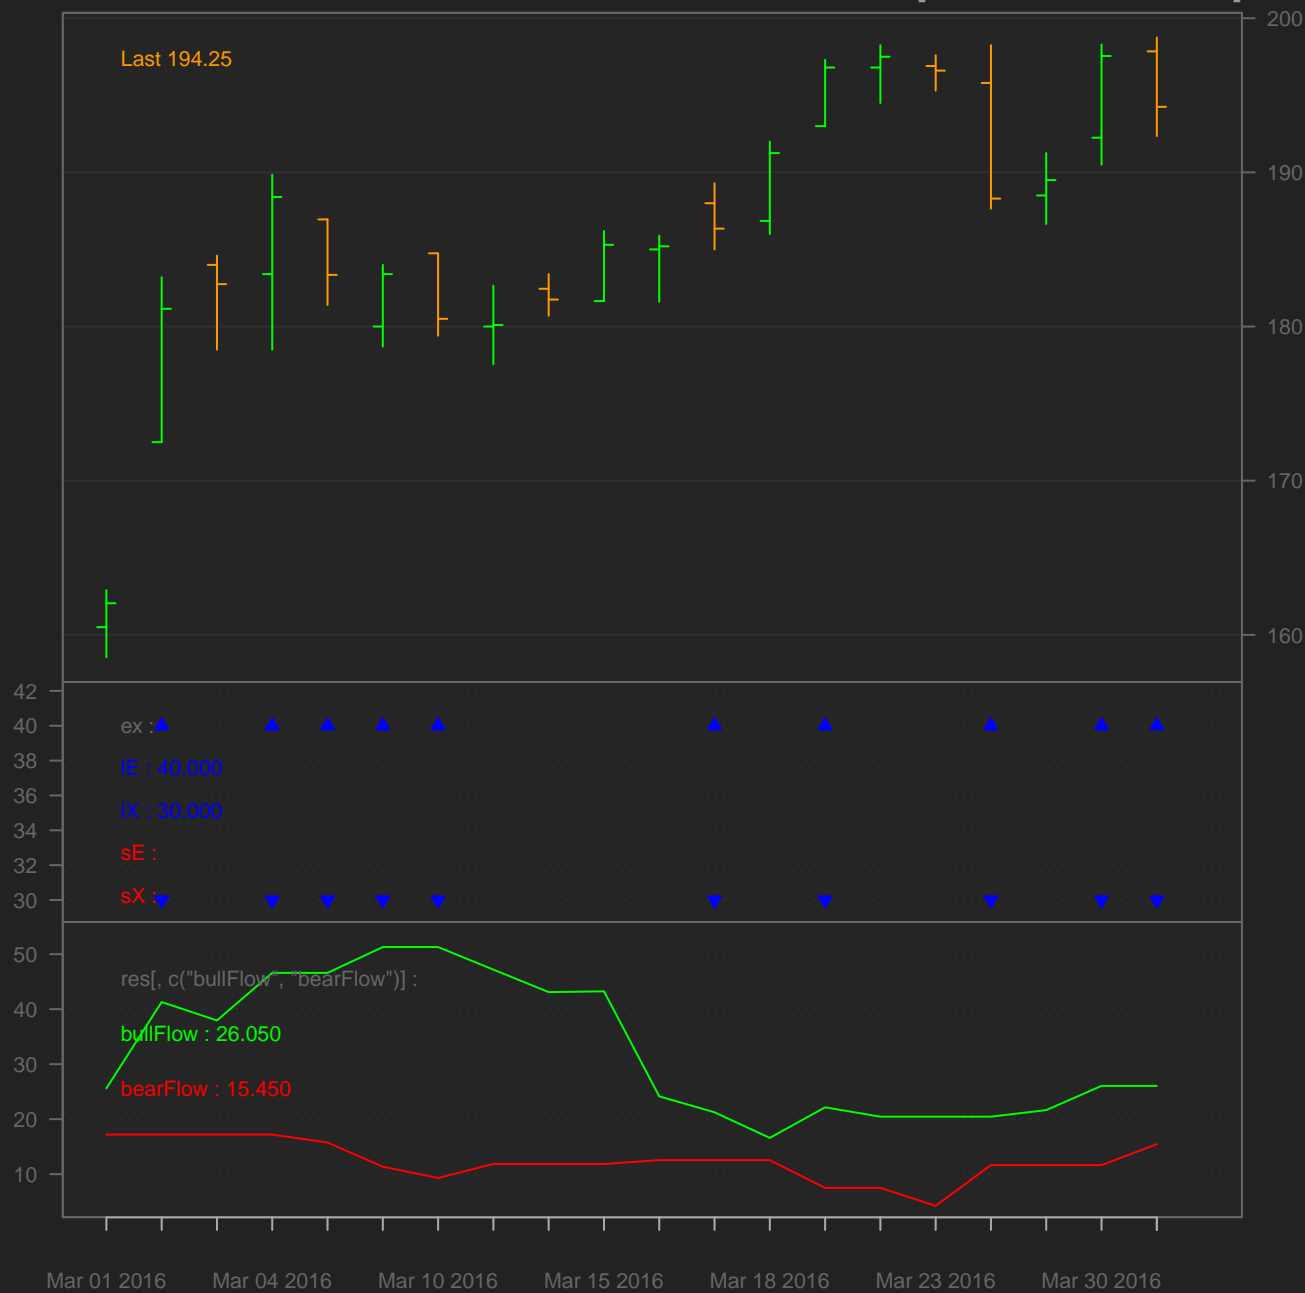 Last 194.25
200
190
180
170
160
42
40
38
36
34
32
30
ex :
lE : 40.000
lX : 30.000
sE :
sX :
50
40
30
20
10
res[, c("bullFlow", "bearFlow")] :
bullFlow : 26.050
bearFlow : 15.450
Mar 01 2016
Mar 04 2016
Mar 10 2016
Mar 15 2016
Mar 18 2016
Mar 23 2016
Mar 30 2016